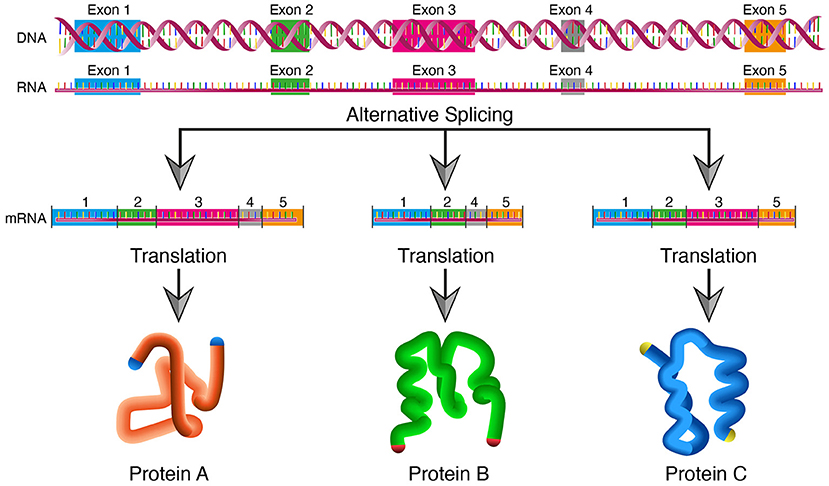 Exon 1 Exon 2 Exon 3 Exon 4 Exon 5
DNA
Exon 1 Exon 2 Exon 3 Exon 4 Exon 5
RNA
Alternative Splicing
1 2 3 4 5 1 2 4 5 1 2 3 5
mRNA
Translation Translation Translation
Protein A Protein B Protein C